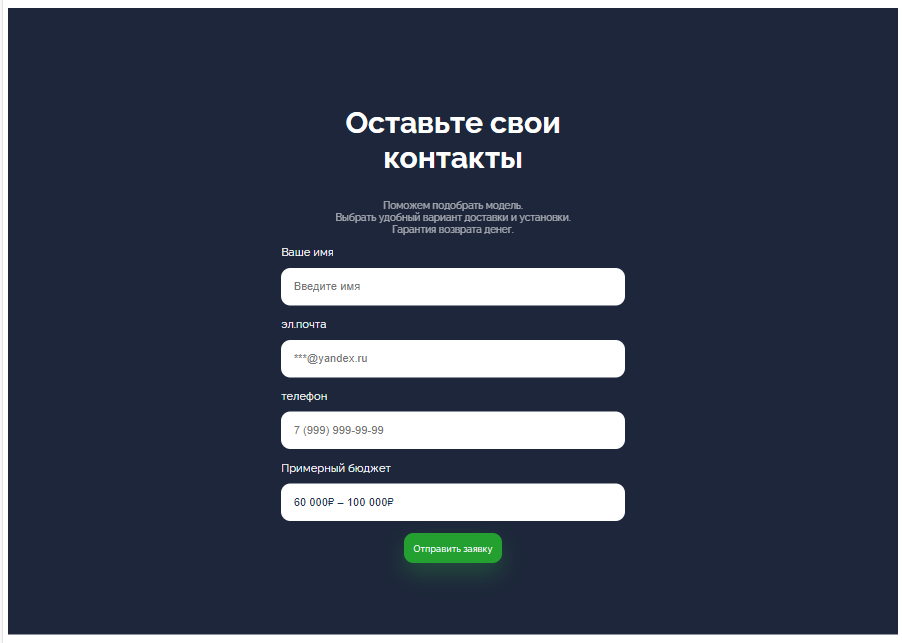 Оставьте свои
контакты
Поможем подобрать модель.
Выбрать удобный вариант доставки и установки.
Гарантия возврата денег.
Ваше имя
Введите имя
эл.почта
***@yandex.ru
телефон
7 (999) 999-99-99
Примерный бюджет
60 000₽ – 100 000₽
Отправить заявку